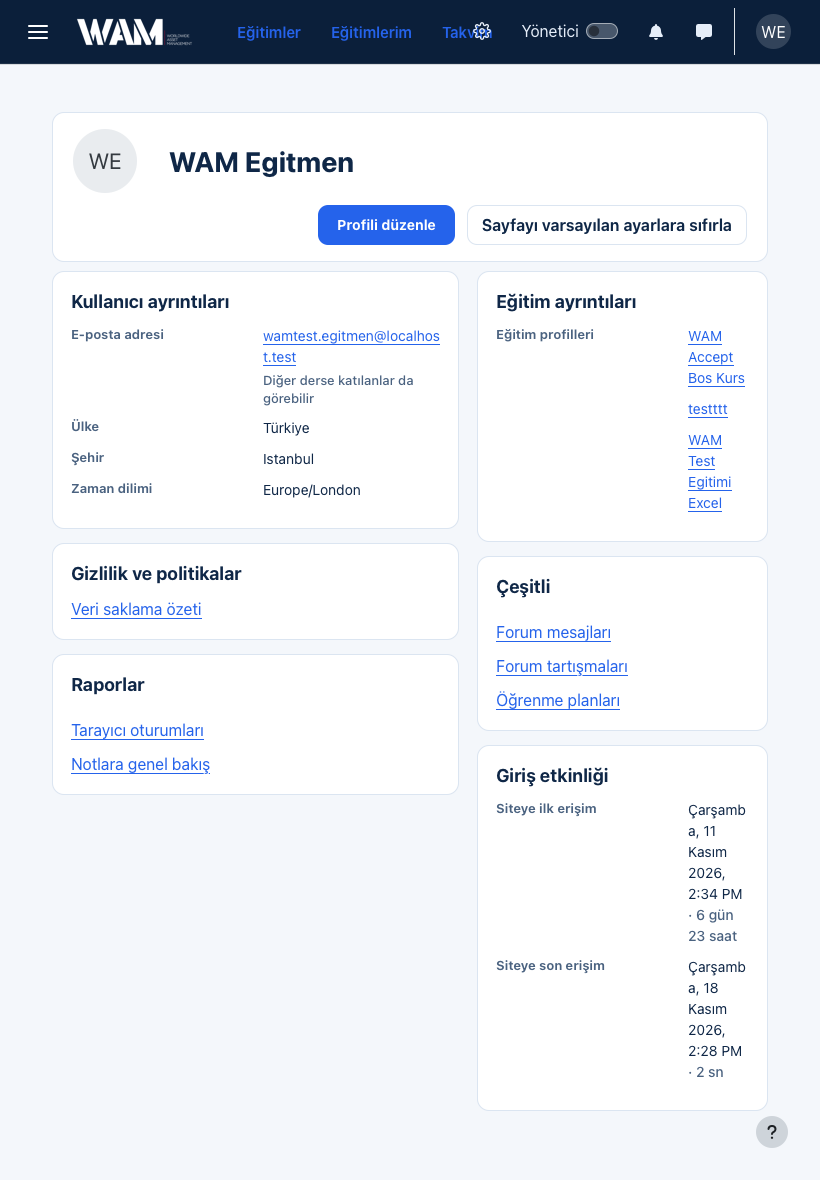 WAM
WORLDWIDE
ASSET
MANAGEMENT
Eğitimler
Eğitimlerim
Yönetici
WE
WE
WAM Egitmen
Profili düzenle
Sayfayı varsayılan ayarlara sıfırla
Kullanıcı ayrıntıları
E-posta adresi
wamtest.egitmen@localhos
t.test
Diğer derse katılanlar da
görebilir
Ülke
Türkiye
Şehir
Istanbul
Zaman dilimi
Europe/London
Gizlilik ve politikalar
Veri saklama özeti
Raporlar
Tarayıcı oturumları
Notlara genel bakış
Eğitim ayrıntıları
Eğitim profilleri
WAM
Accept
Bos Kurs
testttt
WAM
Test
Egitimi
Excel
Çeşitli
Forum mesajları
Forum tartışmaları
Öğrenme planları
Giriş etkinliği
Siteye ilk erişim
Çarşamb
a, 11
Kasım
2026,
2:34 PM
· 6 gün
23 saat
Siteye son erişim
Çarşamb
a, 18
Kasım
2026,
2:28 PM
· 2 sn
?